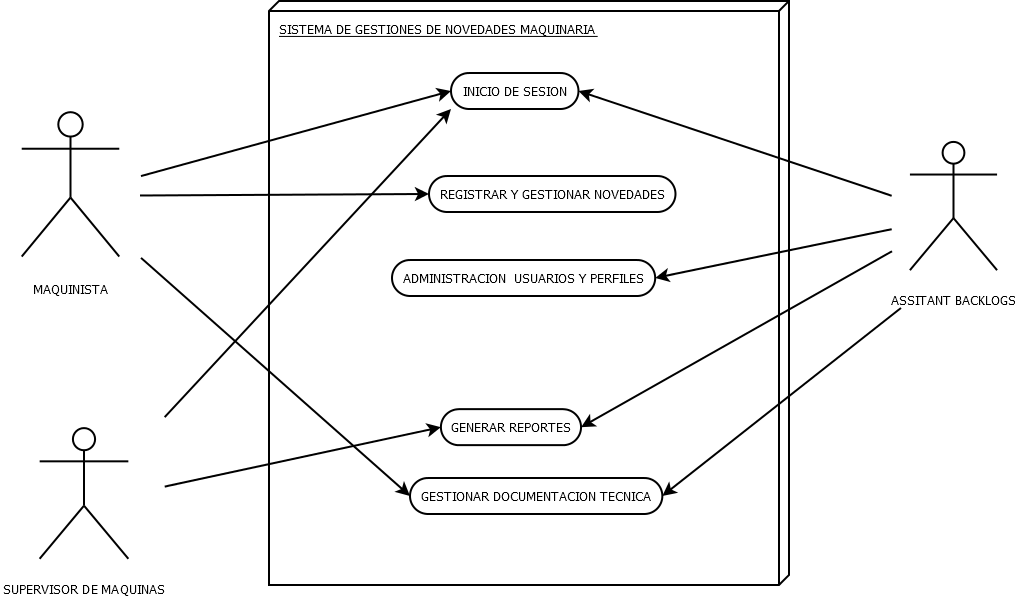 SISTEMA DE GESTIONES DE NOVEDADES MAQUINARIA
INICIO DE SESION
REGISTRAR Y GESTIONAR NOVEDADES
ADMINISTRACION USUARIOS Y PERFILES
MAQUINISTA
ASSITANT BACKLOGS
GENERAR REPORTES
GESTIONAR DOCUMENTACION TECNICA
SUPERVISOR DE MAQUINAS